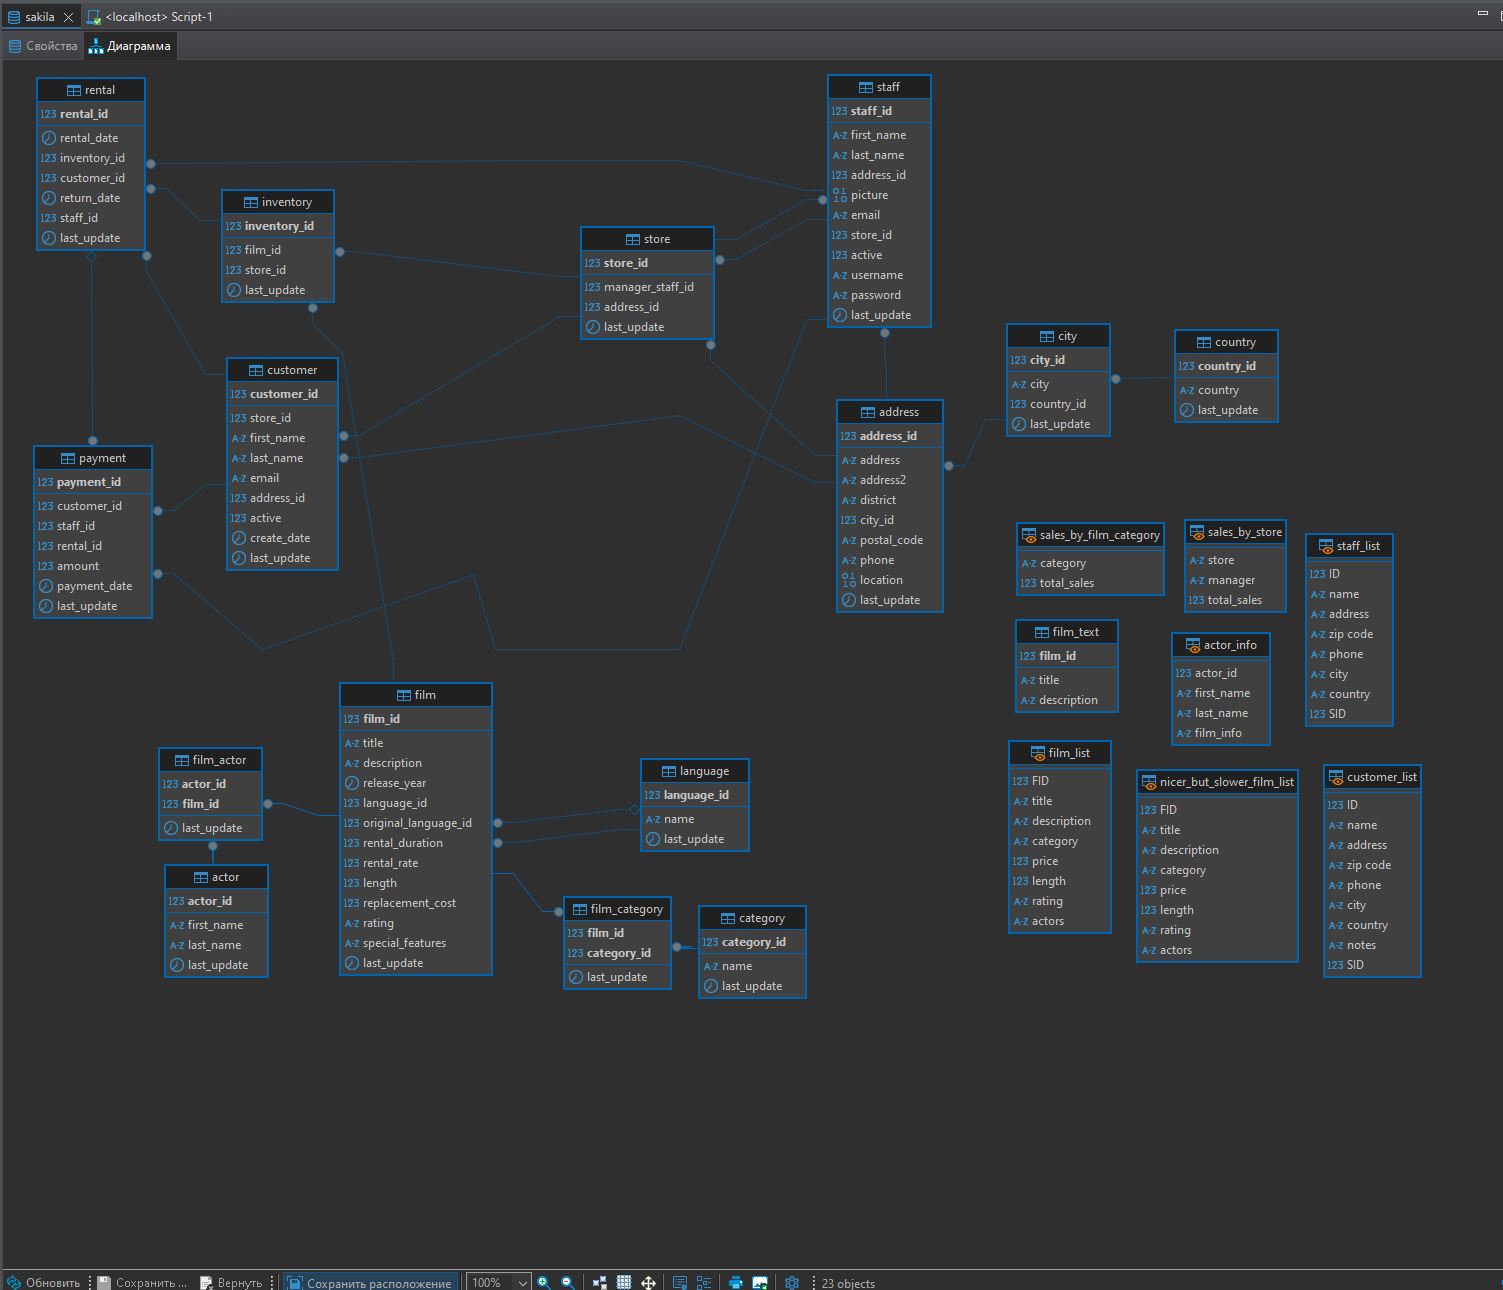 sakila
<localhost> Script-1
Свойства
Диаграмма
rental
123 rental_id
rental_date
123 inventory_id
123 customer_id
return_date
123 staff_id
last_update
inventory
123 inventory_id
123 film_id
123 store_id
last_update
store
123 store_id
123 manager_staff_id
123 address_id
last_update
staff
123 staff_id
A-Z first_name
A-Z last_name
123 address_id
0110 picture
A-Z email
123 store_id
123 active
A-Z username
A-Z password
last_update
customer
123 customer_id
123 store_id
A-Z first_name
A-Z last_name
A-Z email
123 address_id
123 active
create_date
last_update
payment
123 payment_id
123 customer_id
123 staff_id
123 rental_id
123 amount
payment_date
last_update
address
123 address_id
A-Z address
A-Z address2
A-Z district
123 city_id
A-Z postal_code
A-Z phone
0110 location
last_update
city
123 city_id
A-Z city
123 country_id
last_update
country
123 country_id
A-Z country
last_update
sales_by_film_category
A-Z category
123 total_sales
sales_by_store
A-Z store
A-Z manager
123 total_sales
staff_list
123 ID
A-Z name
A-Z address
A-Z zip code
A-Z phone
A-Z city
A-Z country
123 SID
film_text
123 film_id
A-Z title
A-Z description
actor_info
123 actor_id
A-Z first_name
A-Z last_name
A-Z film_info
film
123 film_id
A-Z title
A-Z description
release_year
123 language_id
123 original_language_id
123 rental_duration
123 rental_rate
123 length
123 replacement_cost
A-Z rating
A-Z special_features
last_update
film_actor
123 actor_id
123 film_id
last_update
actor
123 actor_id
A-Z first_name
A-Z last_name
last_update
language
123 language_id
A-Z name
last_update
film_category
123 film_id
123 category_id
last_update
category
123 category_id
A-Z name
last_update
film_list
123 FID
A-Z title
A-Z description
A-Z category
123 price
123 length
A-Z rating
A-Z actors
nicer_but_slower_film_list
123 FID
A-Z title
A-Z description
A-Z category
123 price
123 length
A-Z rating
A-Z actors
customer_list
123 ID
A-Z name
A-Z address
A-Z zip code
A-Z phone
A-Z city
A-Z country
A-Z notes
123 SID
Обновить
Сохранить ...
Вернуть
Сохранить расположение
100%
23 objects